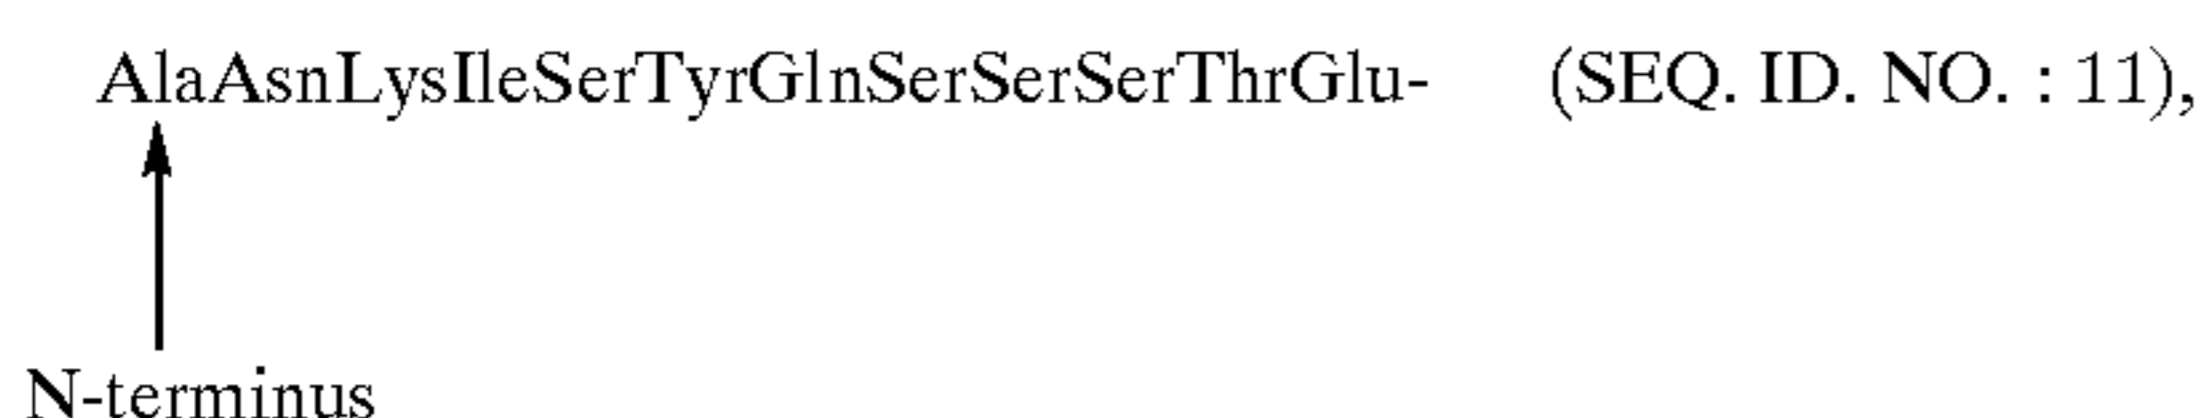 AlaAsnLysIleSerTyrGlnSerSerSerThrGlu- (SEQ. ID. NO. : 11),
N-terminus